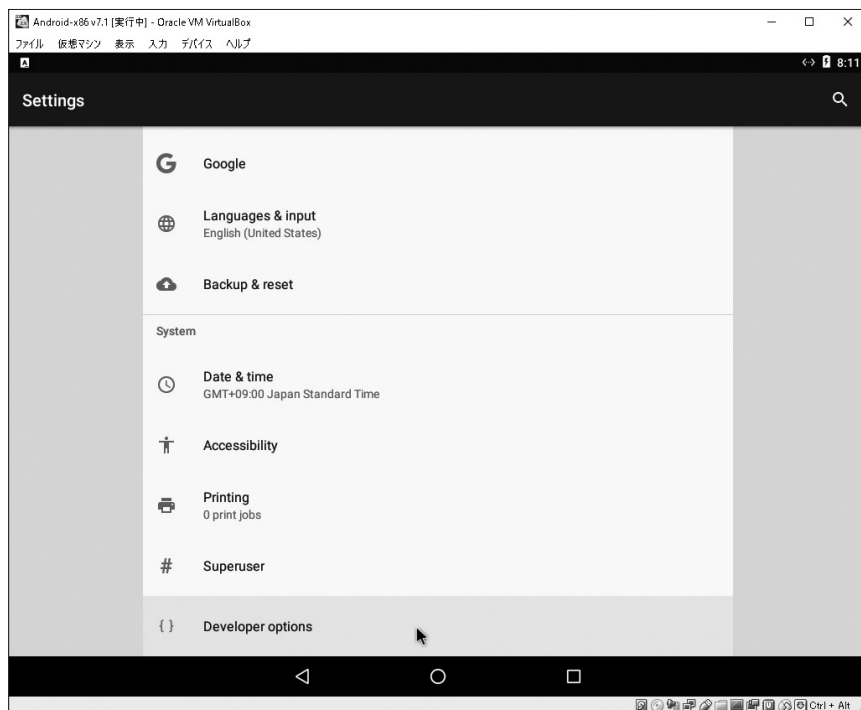 Android-x86 v7.1 [実行中] - Oracle VM VirtualBox
ファイル 仮想マシン 表示 入力 デバイス ヘルプ
8:11
Settings
Google
Languages & input
English (United States)
Backup & reset
System
Date & time
GMT+09:00 Japan Standard Time
Accessibility
Printing
0 print jobs
# Superuser
{ } Developer options
Ctrl + Alt